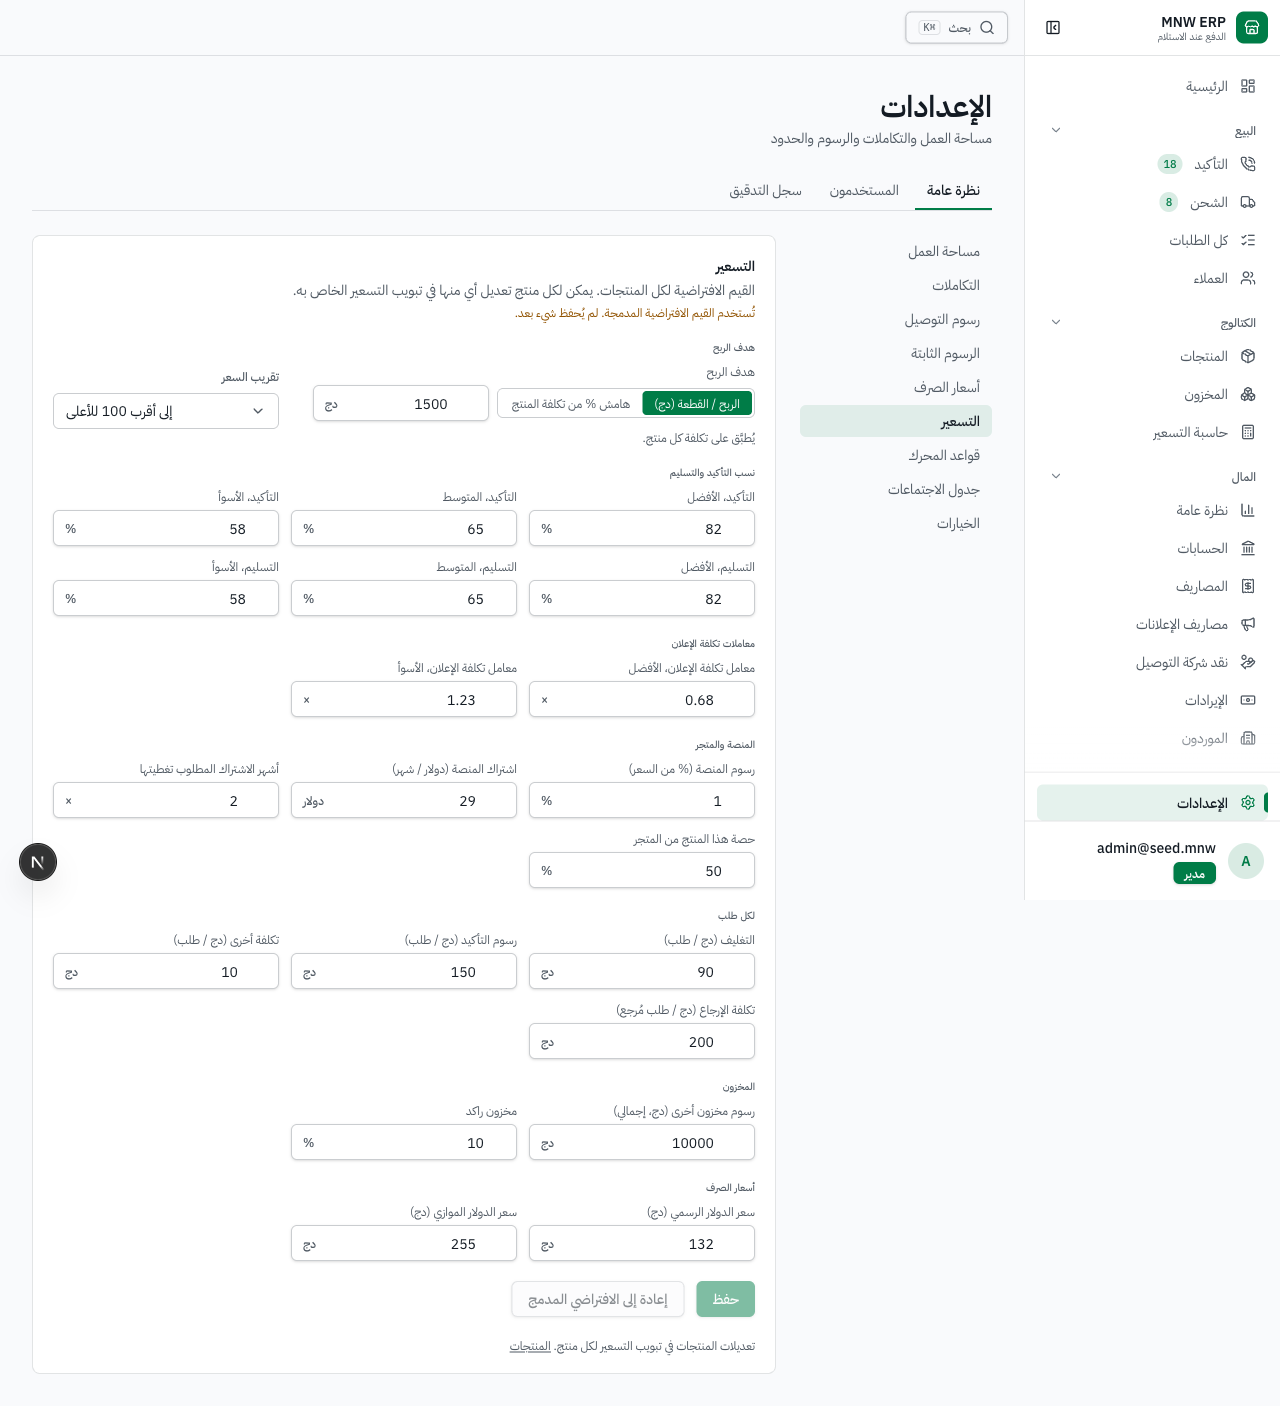 MNW ERP
الدفع عند الاستلام
بحث
⌘K
الرئيسية
البيع
التأكيد 18
الشحن 8
كل الطلبات
العملاء
الكتالوج
المنتجات
المخزون
حاسبة التسعير
المال
نظرة عامة
الحسابات
المصاريف
مصاريف الإعلانات
نقد شركة التوصيل
الإيرادات
الموردون
الإعدادات
A
admin@seed.mnw
مدير
الإعدادات
مساحة العمل والتكاملات والرسوم والحدود
نظرة عامة المستخدمون سجل التدقيق
مساحة العمل
التكاملات
رسوم التوصيل
الرسوم الثابتة
أسعار الصرف
التسعير
قواعد المحرك
جدول الاجتماعات
الخيارات
التسعير
القيم الافتراضية لكل المنتجات. يمكن لكل منتج تعديل أي منها في تبويب التسعير الخاص به.
تُستخدم القيم الافتراضية المدمجة. لم يُحفظ شيء بعد.
هدف الربح
هدف الربح
الربح / القطعة (دج) هامش % من تكلفة المنتج
1500 دج
تقريب السعر
إلى أقرب 100 للأعلى
يُطبَّق على تكلفة كل منتج.
نسب التأكيد والتسليم
التأكيد، الأفضل التأكيد، المتوسط التأكيد، الأسوأ
82 % 65 % 58 %
التسليم، الأفضل التسليم، المتوسط التسليم، الأسوأ
82 % 65 % 58 %
معاملات تكلفة الإعلان
معامل تكلفة الإعلان، الأفضل معامل تكلفة الإعلان، الأسوأ
0.68 × 1.23 ×
المنصة والمتجر
رسوم المنصة (% من السعر) اشتراك المنصة (دولار / شهر) أشهر الاشتراك المطلوب تغطيتها
1 % 29 دولار 2 ×
حصة هذا المنتج من المتجر
50 %
لكل طلب
التغليف (دج / طلب) رسوم التأكيد (دج / طلب) تكلفة أخرى (دج / طلب)
90 دج 150 دج 10 دج
تكلفة الإرجاع (دج / طلب مُرجع)
200 دج
المخزون
رسوم مخزون أخرى (دج، إجمالي) مخزون راكد
10000 دج 10 %
أسعار الصرف
سعر الدولار الرسمي (دج) سعر الدولار الموازي (دج)
132 دج 255 دج
حفظ إعادة إلى الافتراضي المدمج
تعديلات المنتجات في تبويب التسعير لكل منتج. المنتجات
N